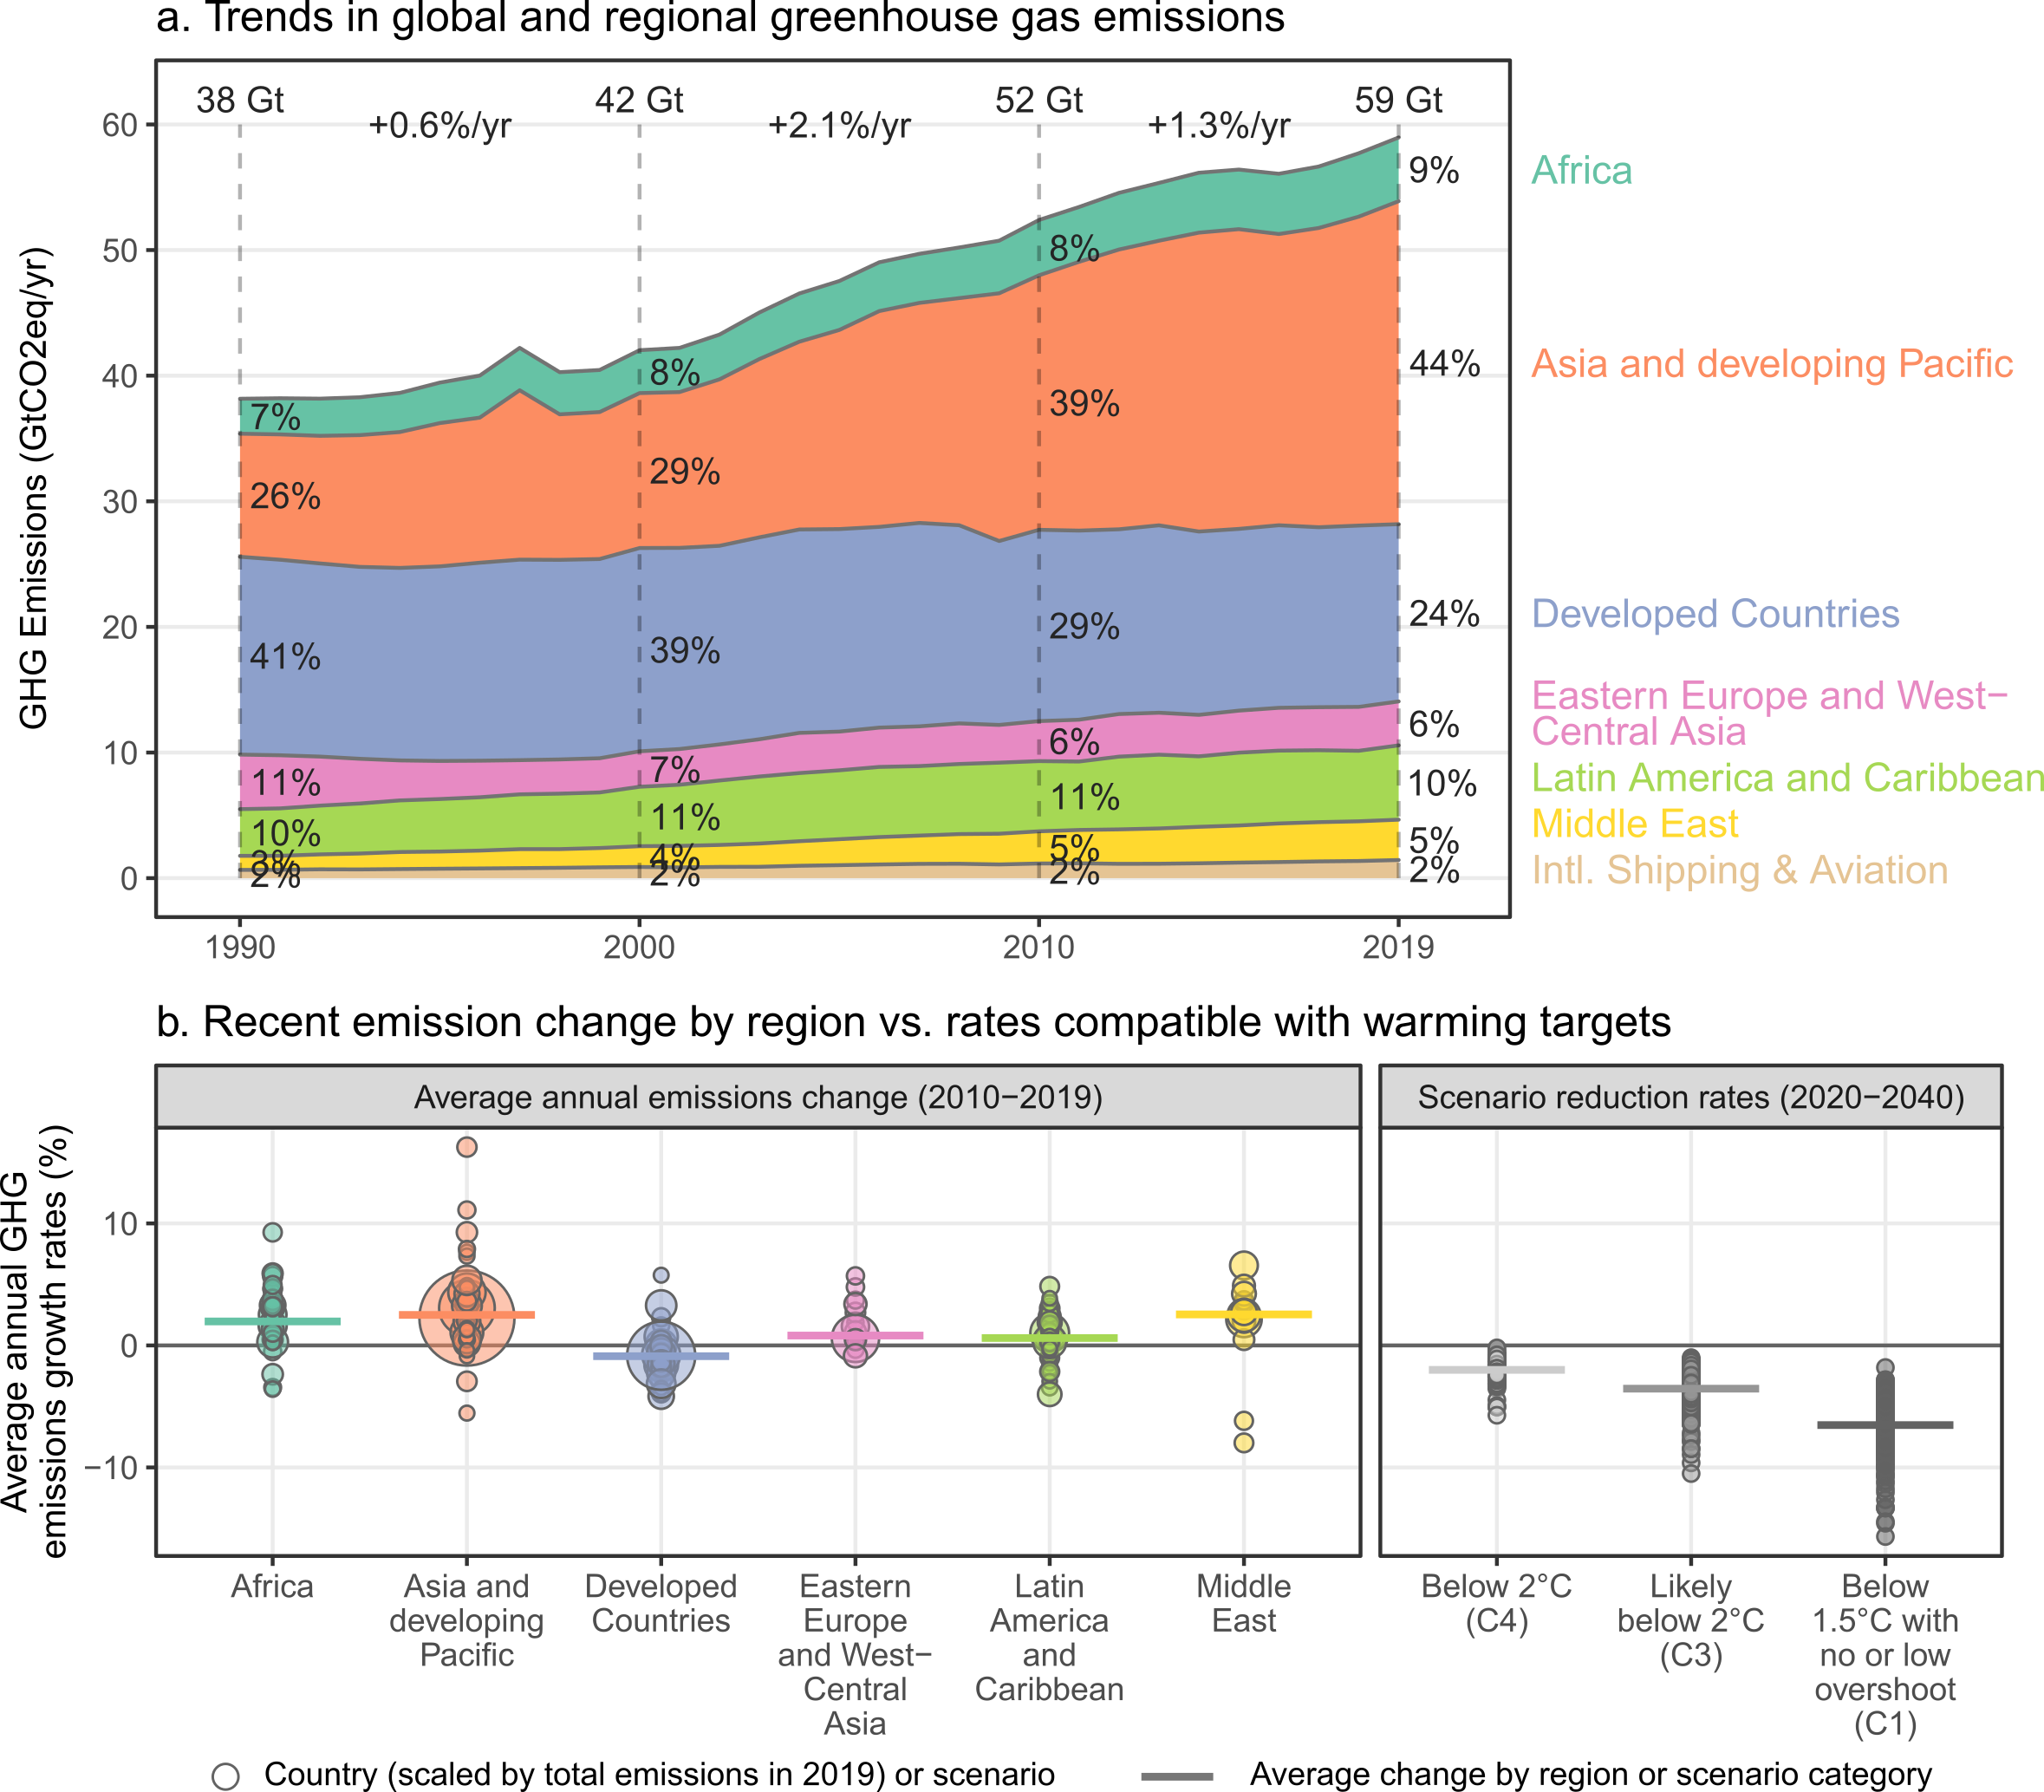 a. Trends in global and regional greenhouse gas emissions
38 Gt
42 Gt
52 Gt
59 Gt
+0.6%/yr
+2.1%/yr
+1.3%/yr
GHG Emissions (GtCO2eq/yr)
60
50
40
30
20
10
0
7%
26%
41%
11%
10%
3%
2%
8%
29%
39%
7%
11%
4%
2%
8%
39%
29%
6%
11%
5%
2%
9%
44%
24%
6%
10%
5%
2%
Africa
Asia and developing Pacific
Developed Countries
Eastern Europe and West−
Central Asia
Latin America and Caribbean
Middle East
Intl. Shipping & Aviation
1990
2000
2010
2019
b. Recent emission change by region vs. rates compatible with warming targets
Average annual emissions change (2010−2019)
Scenario reduction rates (2020−2040)
Average annual GHG
emissions growth rates (%)
10
0
−10
Africa
Asia and
developing
Pacific
Developed
Countries
Eastern
Europe
and West−
Central
Asia
Latin
America
and
Caribbean
Middle
East
Below 2°C
(C4)
Likely
below 2°C
(C3)
Below
1.5°C with
no or low
overshoot
(C1)
Country (scaled by total emissions in 2019) or scenario
Average change by region or scenario category